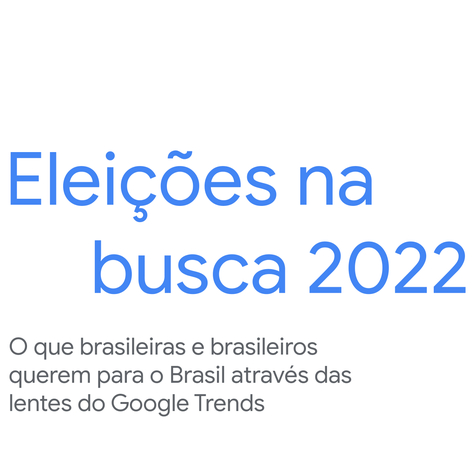 Eleições na
busca 2022
O que brasileiras e brasileiros
querem para o Brasil através das
lentes do Google Trends